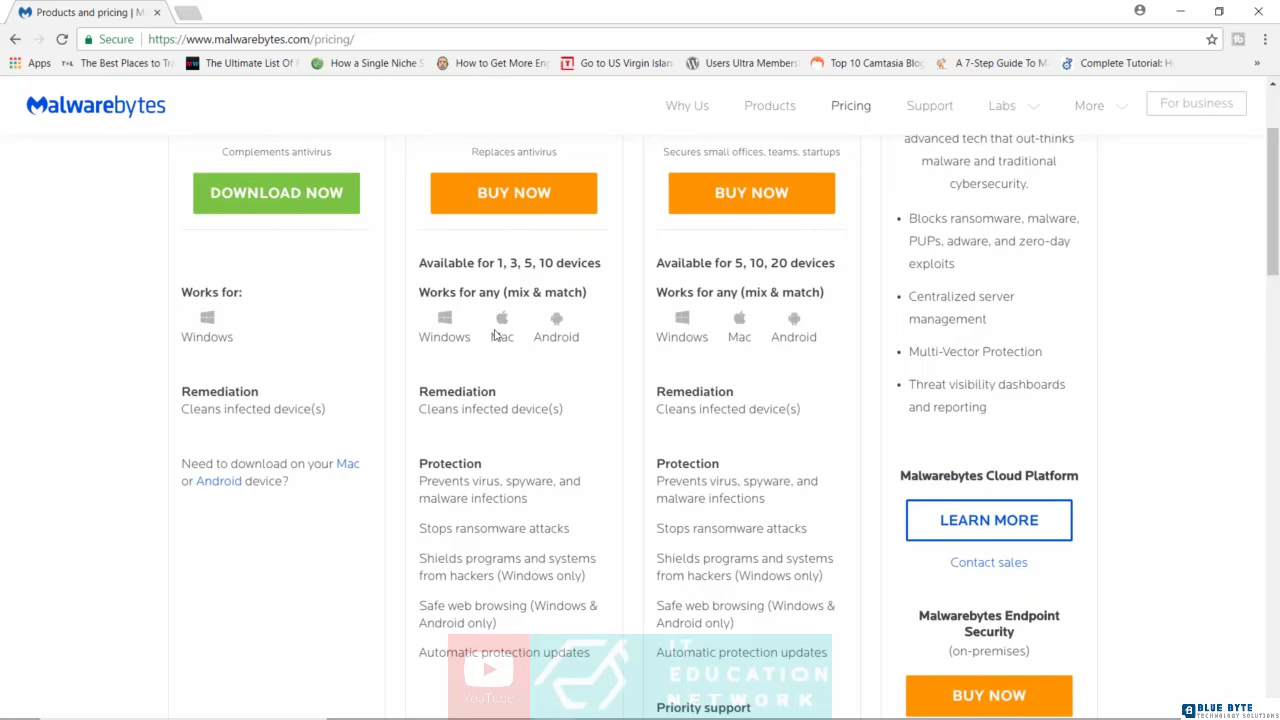 Products and pricing | M
Secure
https://www.malwarebytes.com/pricing/
Apps
The Best Places to Tr
The Ultimate List Of F
How a Single Niche S
How to Get More Eng
Go to US Virgin Islan
Users Ultra Members
Top 10 Camtasia Blog
A 7-Step Guide To M
Complete Tutorial: H
»
Malwarebytes
Why Us
Products
Pricing
Support
Labs
More
For business
Complements antivirus
DOWNLOAD NOW
Works for:
Windows
Remediation
Cleans infected device(s)
Need to download on your Mac
or Android device?
Replaces antivirus
BUY NOW
Available for 1, 3, 5, 10 devices
Works for any (mix & match)
Windows Mac Android
Remediation
Cleans infected device(s)
Protection
Prevents virus, spyware, and
malware infections
Stops ransomware attacks
Shields programs and systems
from hackers (Windows only)
Safe web browsing (Windows &
Android only)
Automatic protection updates
Secures small offices, teams, startups
BUY NOW
Available for 5, 10, 20 devices
Works for any (mix & match)
Windows Mac Android
Remediation
Cleans infected device(s)
Protection
Prevents virus, spyware, and
malware infections
Stops ransomware attacks
Shields programs and systems
from hackers (Windows only)
Safe web browsing (Windows &
Android only)
Automatic protection updates
Priority support
advanced tech that out-thinks
malware and traditional
cybersecurity.
• Blocks ransomware, malware,
PUPs, adware, and zero-day
exploits
• Centralized server
management
• Multi-Vector Protection
• Threat visibility dashboards
and reporting
Malwarebytes Cloud Platform
LEARN MORE
Contact sales
Malwarebytes Endpoint
Security
(on-premises)
BUY NOW
YouTube
IT
EDUCATION
NETWORK
BLUE BYTE
TECHNOLOGY SOLUTIONS